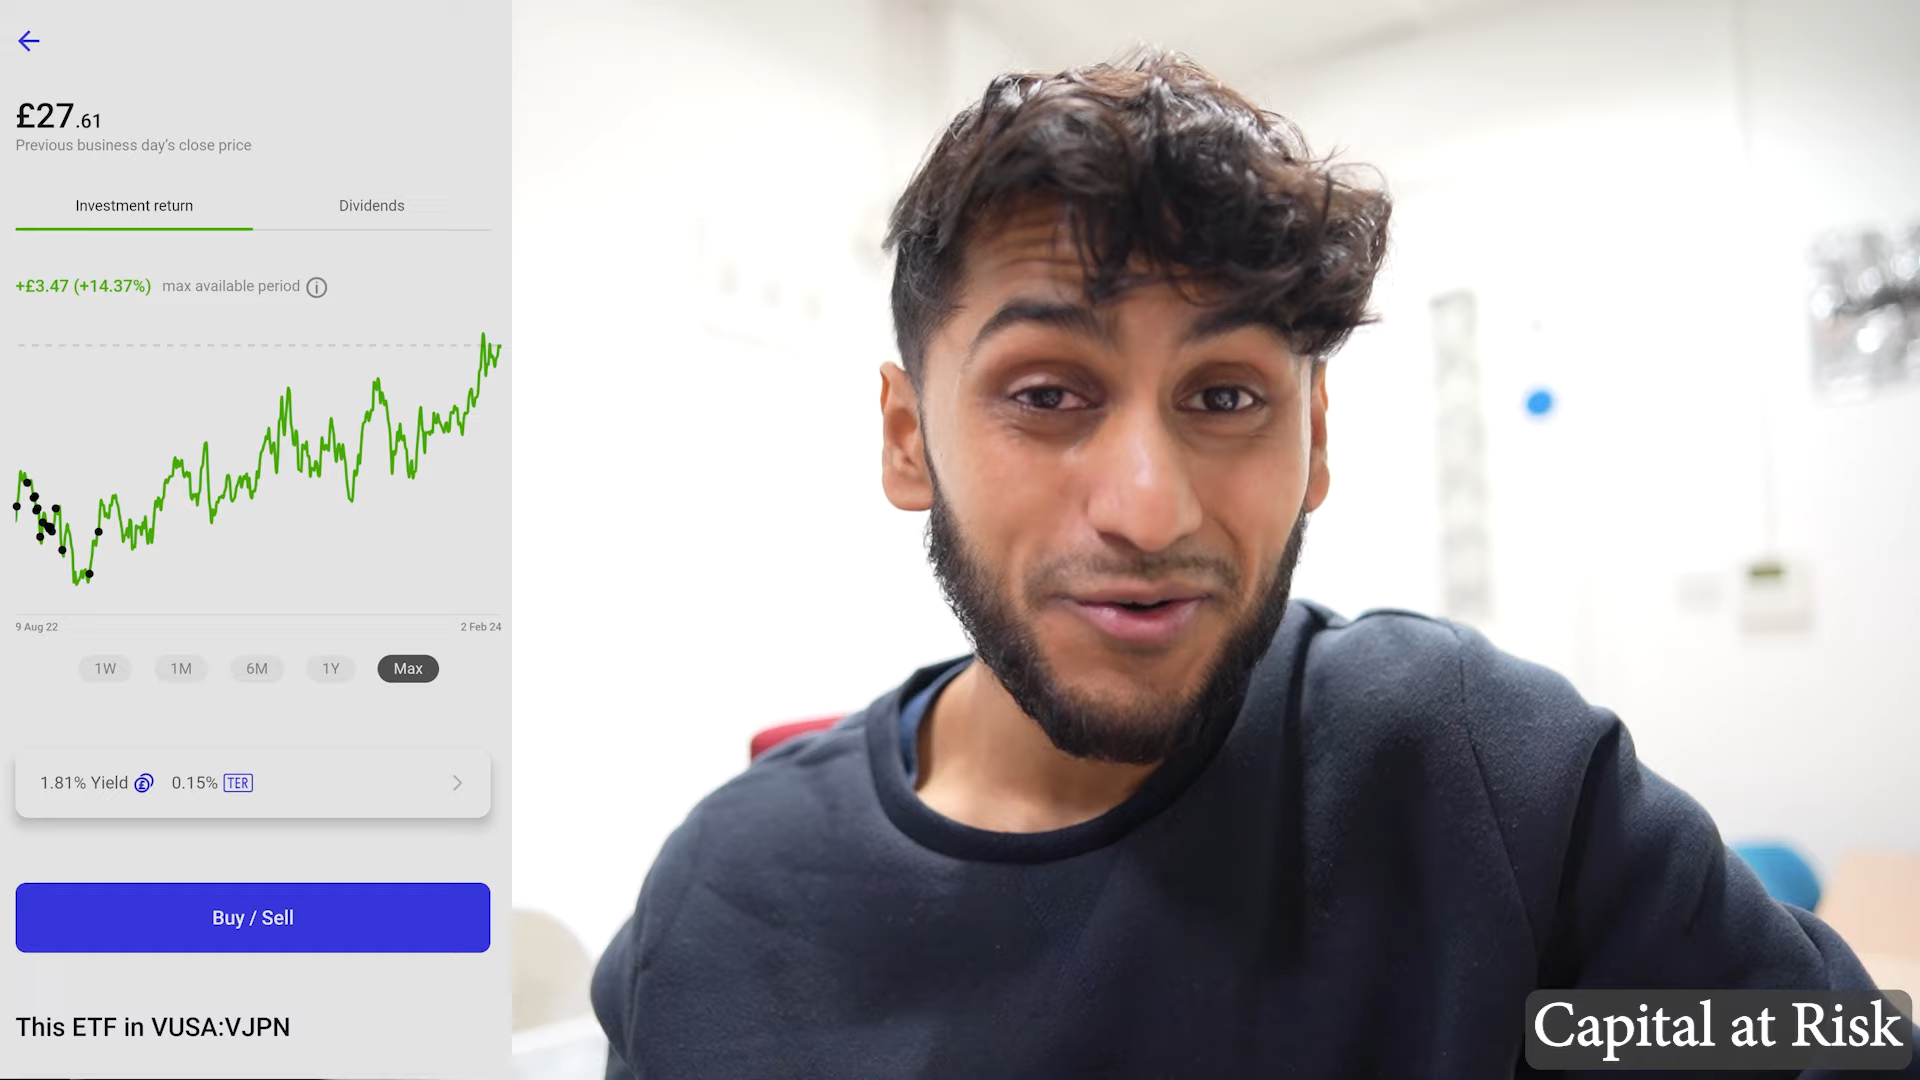 £27.61
Previous business day's close price
Investment return
Dividends
+£3.47 (+14.37%) max available period
9 Aug 22
2 Feb 24
1W
1M
6M
1Y
Max
1.81% Yield £ 0.15% TER
Buy / Sell
This ETF in VUSA:VJPN
Capital at Risk